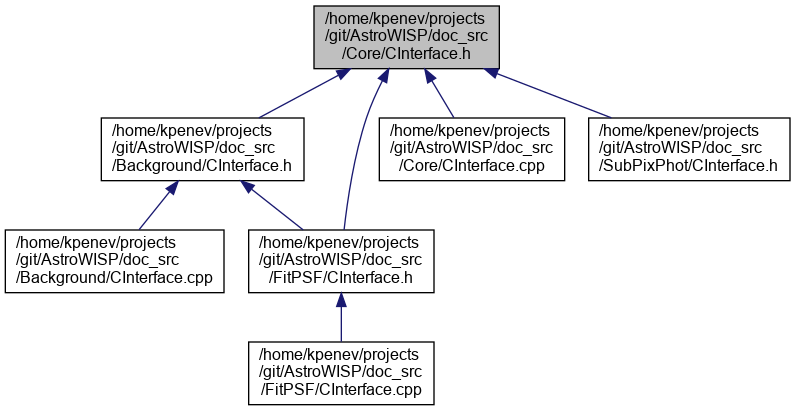 /home/kpenev/projects
/git/AstroWISP/doc_src
/Core/CInterface.h
/home/kpenev/projects
/git/AstroWISP/doc_src
/Background/CInterface.h
/home/kpenev/projects
/git/AstroWISP/doc_src
/Core/CInterface.cpp
/home/kpenev/projects
/git/AstroWISP/doc_src
/SubPixPhot/CInterface.h
/home/kpenev/projects
/git/AstroWISP/doc_src
/Background/CInterface.cpp
/home/kpenev/projects
/git/AstroWISP/doc_src
/FitPSF/CInterface.h
/home/kpenev/projects
/git/AstroWISP/doc_src
/FitPSF/CInterface.cpp